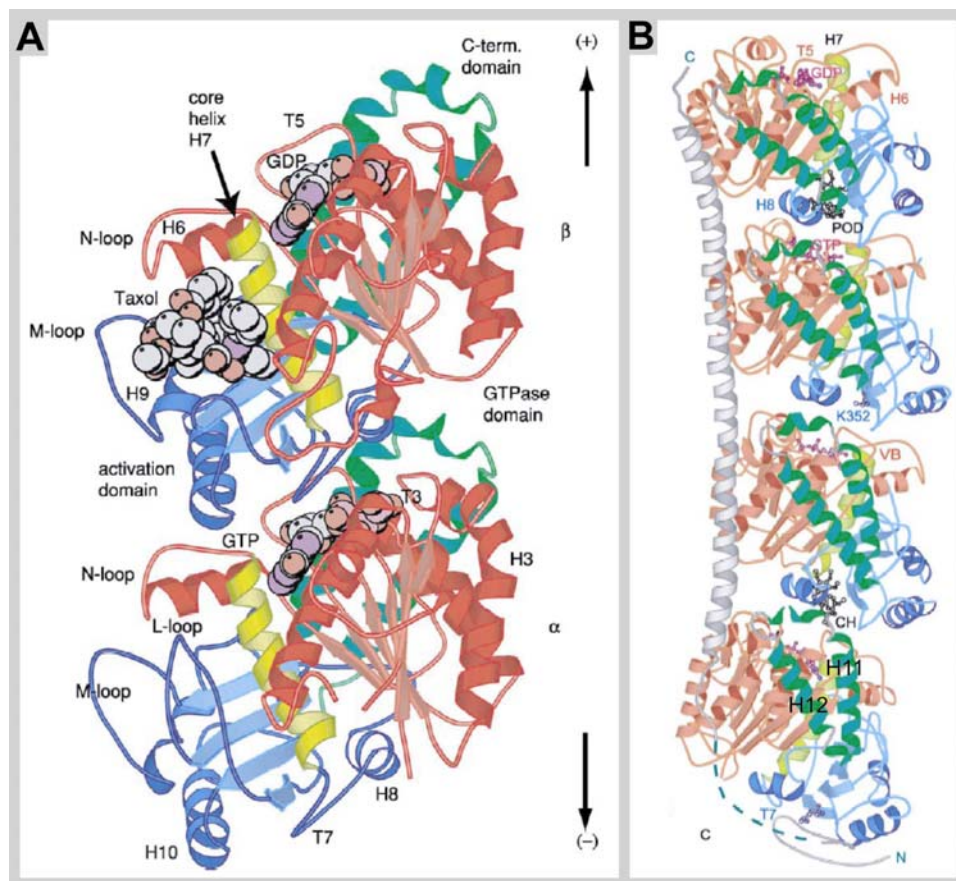 A
C-term.
domain
(+)
core
helix
H7
T5
GDP
H6
N-loop
β
Taxol
M-loop
H9
GTPase
domain
activation
domain
T3
GTP
N-loop
H3
L-loop
α
M-loop
H8
T7
(−)
H10
B
C
T5
H7
GDP
H6
H8
POD
GTP
K352
VB
CH
H11
H12
T7
C
N